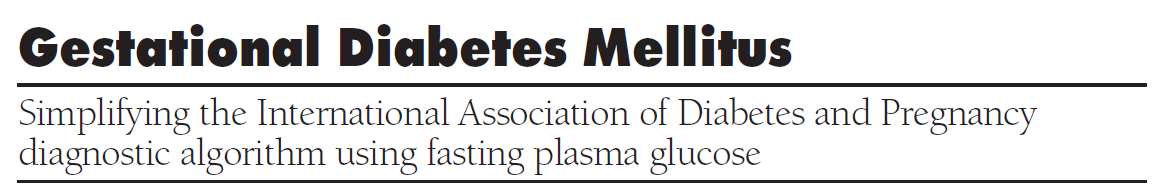 Gestational Diabetes Mellitus
Simplifying the International Association of Diabetes and Pregnancy
diagnostic algorithm using fasting plasma glucose